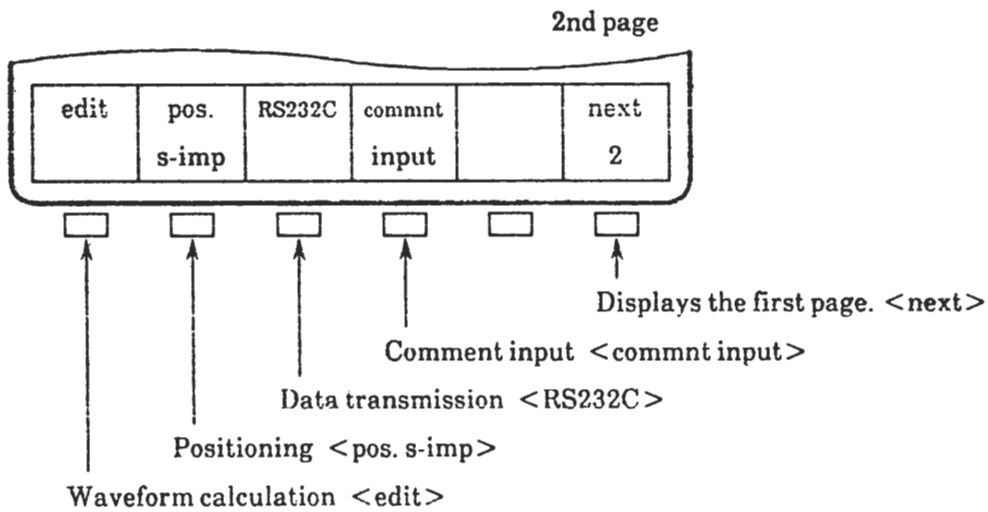 2nd page
edit
pos.
s-imp
RS232C
commnt
input
next
2
Displays the first page. <next>
Comment input <commnt input>
Data transmission <RS232C>
Positioning <pos. s-imp>
Waveform calculation <edit>